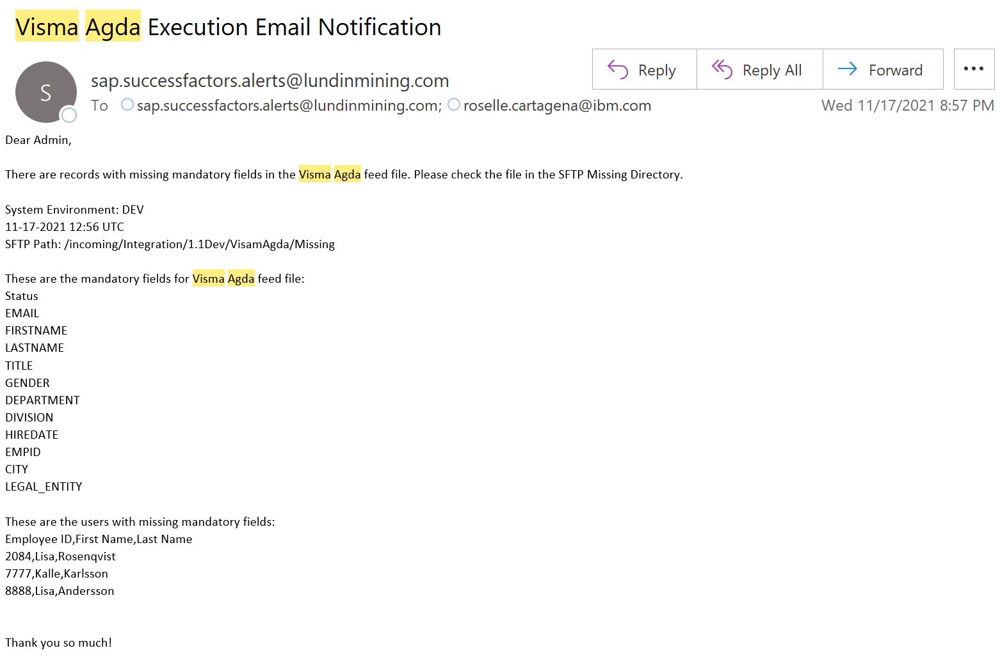 Visma Agda Execution Email Notification
Reply
Reply All
Forward
S
sap.successfactors.alerts@lundinmining.com
To sap.successfactors.alerts@lundinmining.com; roselle.cartagena@ibm.com
Wed 11/17/2021 8:57 PM
Dear Admin,
There are records with missing mandatory fields in the Visma Agda feed file. Please check the file in the SFTP Missing Directory.
System Environment: DEV
11-17-2021 12:56 UTC
SFTP Path: /incoming/Integration/1.1Dev/VisamAgda/Missing
These are the mandatory fields for Visma Agda feed file:
Status
EMAIL
FIRSTNAME
LASTNAME
TITLE
GENDER
DEPARTMENT
DIVISION
HIREDATE
EMPID
CITY
LEGAL_ENTITY
These are the users with missing mandatory fields:
Employee ID,First Name,Last Name
2084,Lisa,Rosenqvist
7777,Kalle,Karlsson
8888,Lisa,Andersson
Thank you so much!